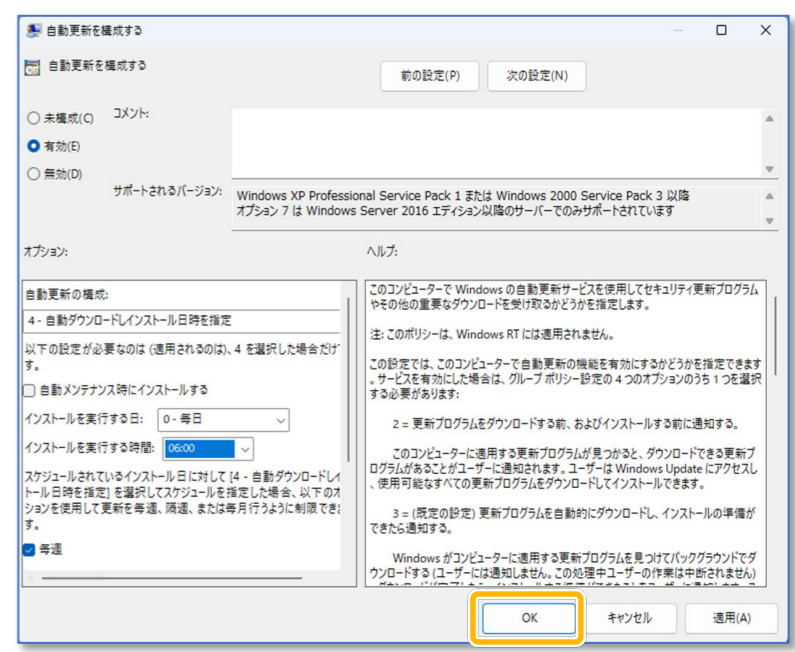 自動更新を構成する
自動更新を構成する
前の設定(P)
次の設定(N)
未構成(C)
有効(E)
無効(D)
コメント:
サポートされるバージョン:
Windows XP Professional Service Pack 1 または Windows 2000 Service Pack 3 以降
オプション 7 は Windows Server 2016 エディション以降のサーバーでのみサポートされています
オプション:
ヘルプ:
自動更新の構成:
4 - 自動ダウンロードしインストール日時を指定
以下の設定が必要なのは (適用されるのは)、4 を選択した場合だけ
す。
自動メンテナンス時にインストールする
インストールを実行する日:
0 - 毎日
インストールを実行する時間:
06:00
スケジュールされているインストール日に対して [4 - 自動ダウンロードし
トール日時を指定] を選択してスケジュールを指定した場合、以下の
ションを使用して更新を毎週、隔週、または毎月行うように制限でき
す。
毎週
このコンピューターで Windows の自動更新サービスを使用してセキュリティ更新プログラム
やその他の重要なダウンロードを受け取るかどうかを指定します。
注: このポリシーは、Windows RT には適用されません。
この設定では、このコンピューターで自動更新の機能を有効にするかどうかを指定できます
。サービスを有効にした場合は、グループ ポリシー設定の 4 つのオプションのうち 1 つを選択
する必要があります:
2 = 更新プログラムをダウンロードする前、およびインストールする前に通知する。
このコンピューターに適用する更新プログラムが見つかると、ダウンロードできる更新プ
ログラムがあることがユーザーに通知されます。ユーザーは Windows Update にアクセスし
、使用可能なすべての更新プログラムをダウンロードしてインストールできます。
3 = (既定の設定) 更新プログラムを自動的にダウンロードし、インストールの準備が
できたら通知する。
Windows がコンピューターに適用する更新プログラムを見つけてバックグラウンドでダ
ウンロードする (ユーザーには通知しません。この処理中ユーザーの作業は中断されません)
OK
キャンセル
適用(A)